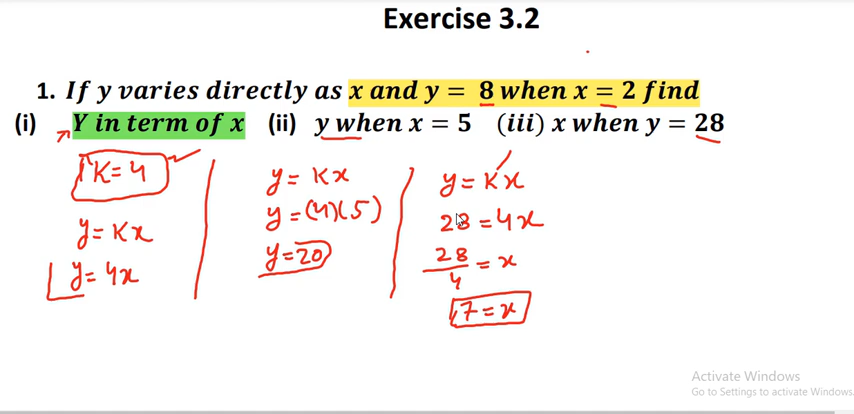 Exercise 3.2
1. If y varies directly as x and y = 8 when x = 2 find
(i) Y in term of x (ii) y when x = 5 (iii) x when y = 28
K = 4
y = Kx
y = 4x
y = Kx
y = (4)(5)
y = 20
y = Kx
28 = 4x
28/4 = x
7 = x
Activate Windows
Go to Settings to activate Windows.